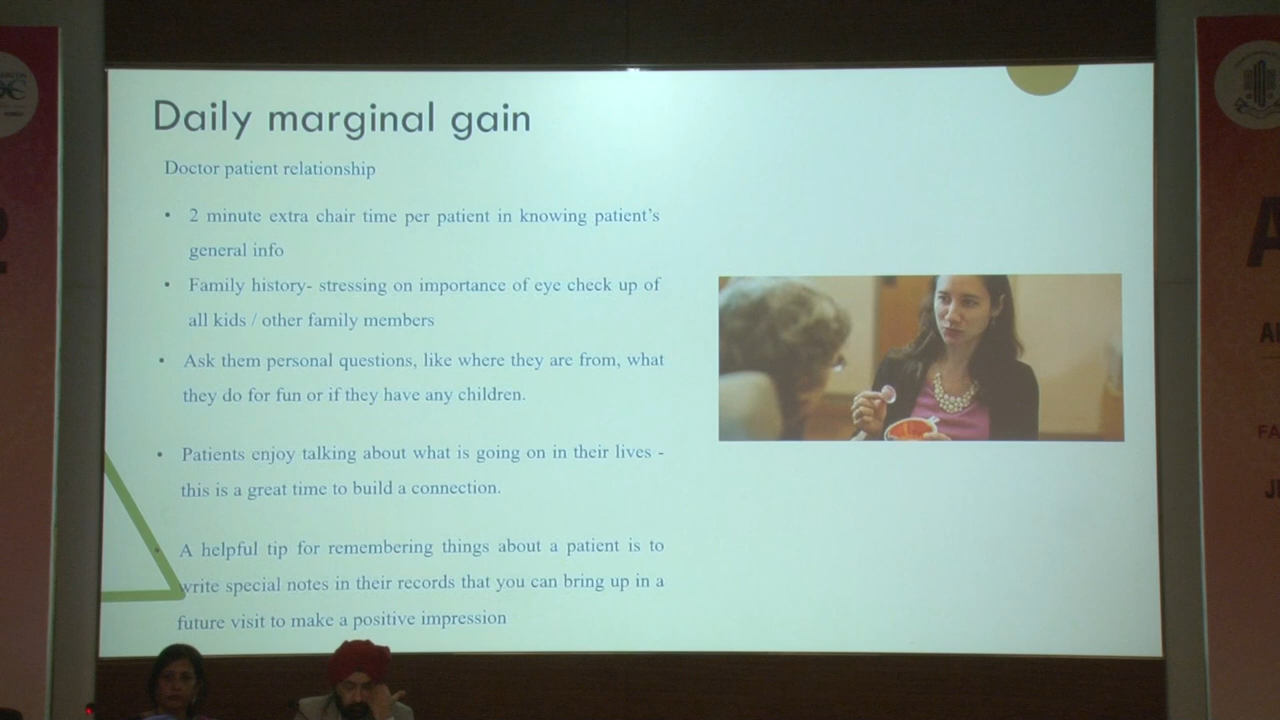 Daily marginal gain
Doctor patient relationship
• 2 minute extra chair time per patient in knowing patient's
general info
• Family history- stressing on importance of eye check up of
all kids / other family members
• Ask them personal questions, like where they are from, what
they do for fun or if they have any children.
• Patients enjoy talking about what is going on in their lives -
this is a great time to build a connection.
• A helpful tip for remembering things about a patient is to
write special notes in their records that you can bring up in a
future visit to make a positive impression